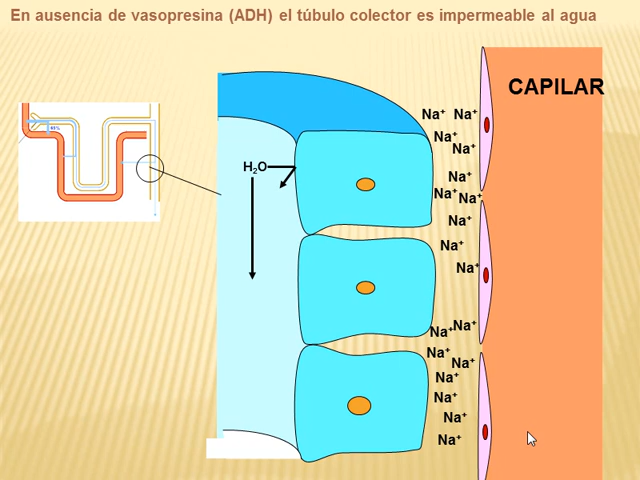 En ausencia de vasopresina (ADH) el túbulo colector es impermeable al agua
CAPILAR
Na⁺ Na⁺
Na⁺
Na⁺
H₂O
Na⁺
Na⁺ Na⁺
Na⁺
Na⁺
Na⁺
Na⁺ Na⁺
Na⁺
Na⁺
Na⁺
Na⁺
Na⁺
Na⁺